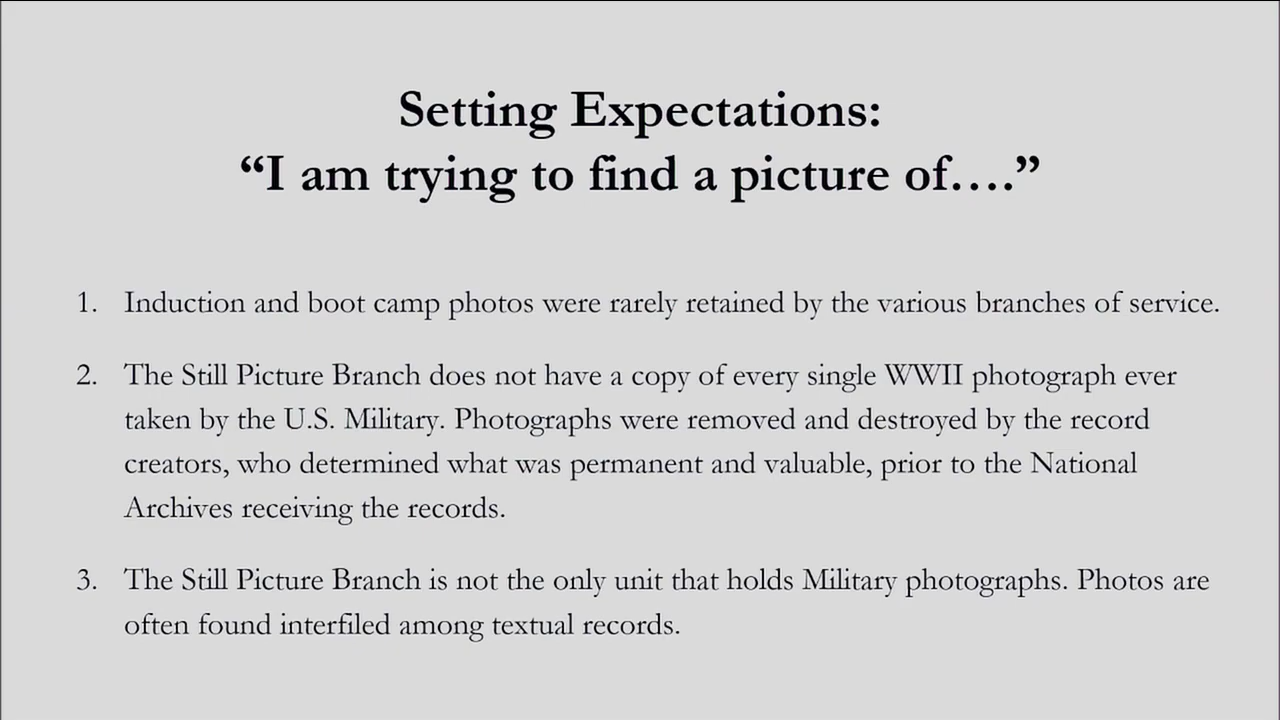 Setting Expectations:
“I am trying to find a picture of….”
1. Induction and boot camp photos were rarely retained by the various branches of service.
2. The Still Picture Branch does not have a copy of every single WWII photograph ever
taken by the U.S. Military. Photographs were removed and destroyed by the record
creators, who determined what was permanent and valuable, prior to the National
Archives receiving the records.
3. The Still Picture Branch is not the only unit that holds Military photographs. Photos are
often found interfiled among textual records.